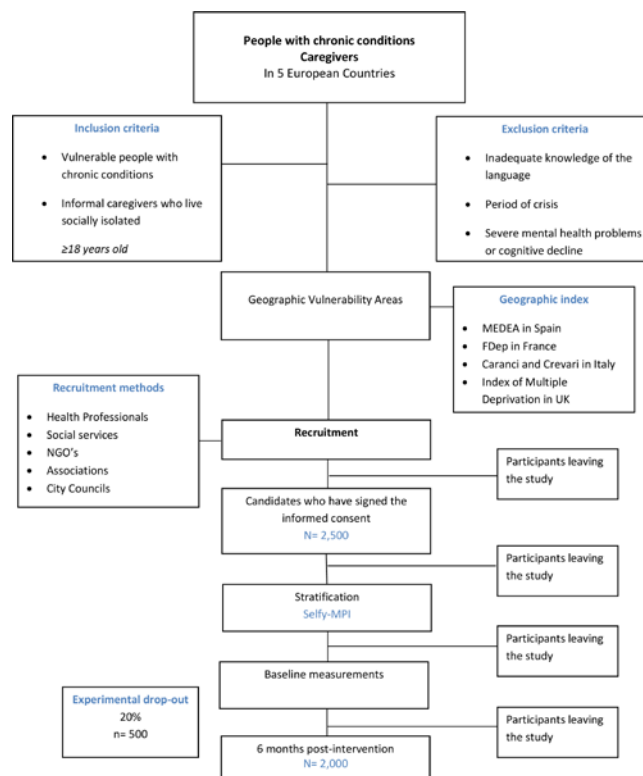 People with chronic conditions
Caregivers
In 5 European Countries
Inclusion criteria
• Vulnerable people with
chronic conditions
• Informal caregivers who live
socially isolated
≥18 years old
Exclusion criteria
• Inadequate knowledge of the
language
• Period of crisis
• Severe mental health problems
or cognitive decline
Geographic Vulnerability Areas
Geographic index
• MEDEA in Spain
• FDep in France
• Caranci and Crevari in Italy
• Index of Multiple
Deprivation in UK
Recruitment methods
• Health Professionals
• Social services
• NGO's
• Associations
• City Councils
Recruitment
Participants leaving
the study
Candidates who have signed the
informed consent
N= 2,500
Participants leaving
the study
Stratification
Selfy-MPI
Participants leaving
the study
Baseline measurements
Experimental drop-out
20%
n= 500
Participants leaving
the study
6 months post-intervention
N= 2,000